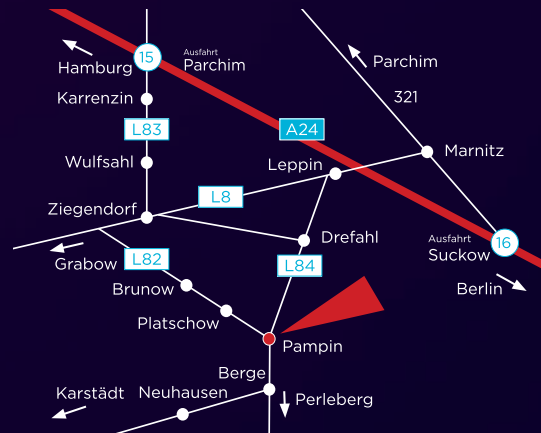 15
Ausfahrt
Parchim
Hamburg
Parchim
Karrenzin
321
L83
A24
Marnitz
Wulfsahl
Leppin
L8
Ziegendorf
Drefahl
Ausfahrt
Suckow
16
Grabow
L82
L84
Berlin
Brunow
Platschow
Pampin
Berge
Karstädt
Neuhausen
Perleberg